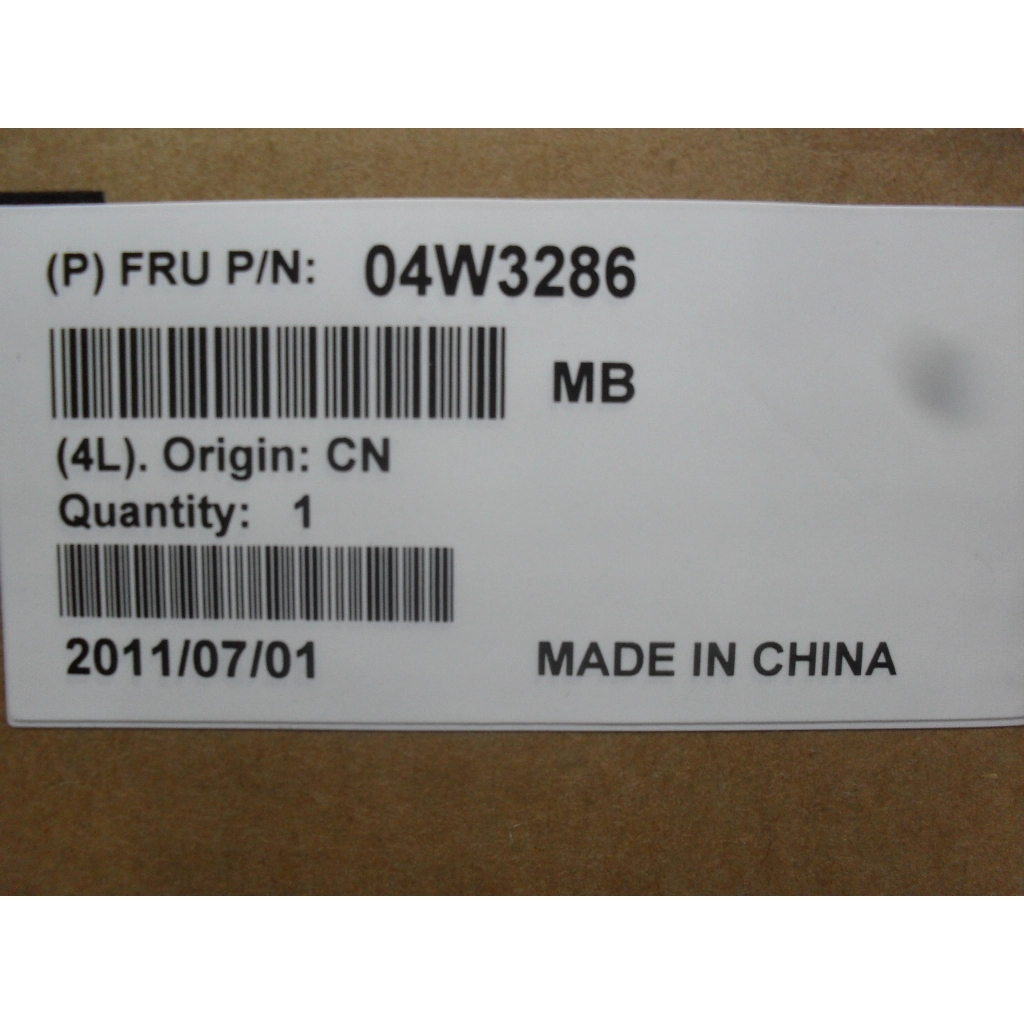 (P) FRU P/N: 04W3286
MB
(4L). Origin: CN
Quantity: 1
2011/07/01 MADE IN CHINA